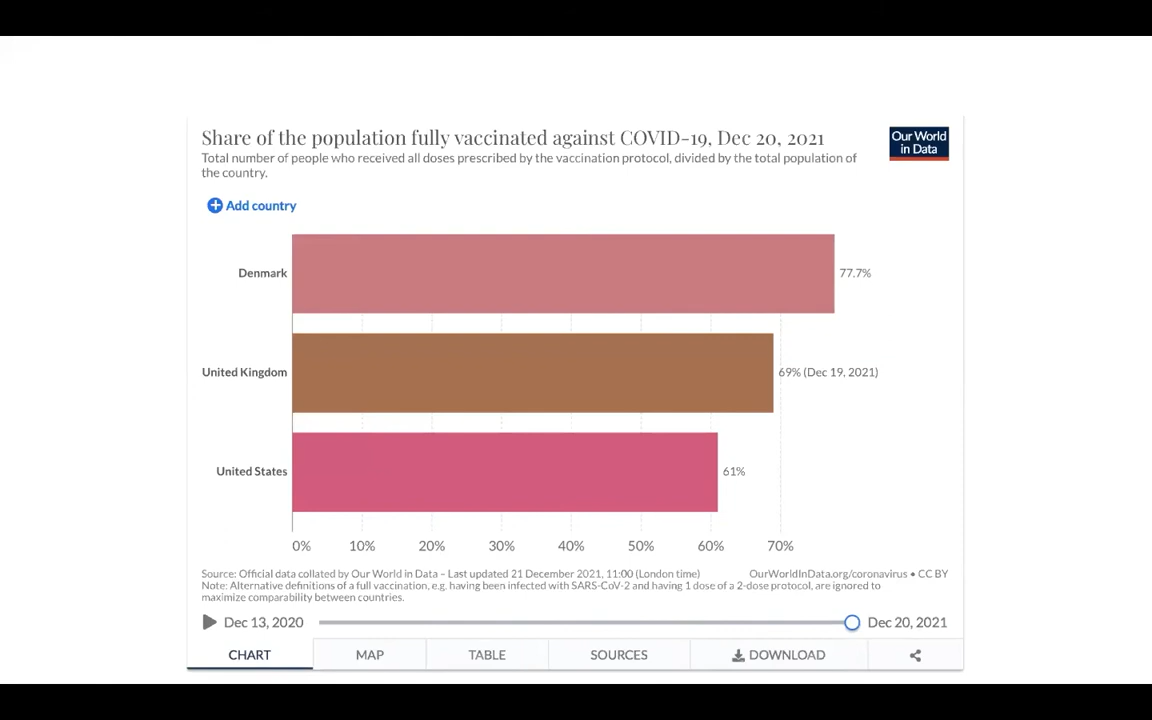 Share of the population fully vaccinated against COVID-19, Dec 20, 2021
Our World
in Data
Total number of people who received all doses prescribed by the vaccination protocol, divided by the total population of
the country.
Add country
Denmark
77.7%
United Kingdom
69% (Dec 19, 2021)
United States
61%
0% 10% 20% 30% 40% 50% 60% 70%
Source: Official data collated by Our World in Data – Last updated 21 December 2021, 11:00 (London time)
OurWorldInData.org/coronavirus • CC BY
Note: Alternative definitions of a full vaccination, e.g. having been infected with SARS-CoV-2 and having 1 dose of a 2-dose protocol, are ignored to
maximize comparability between countries.
Dec 13, 2020
Dec 20, 2021
CHART MAP TABLE SOURCES DOWNLOAD